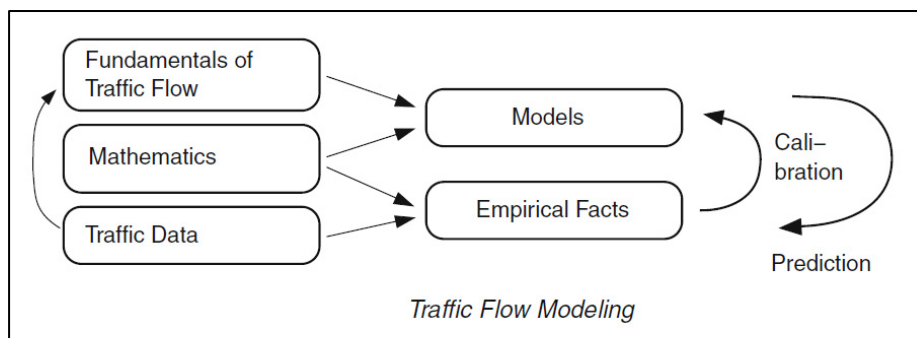 Fundamentals of
Traffic Flow
Mathematics
Traffic Data
Models
Empirical Facts
Cali–
bration
Prediction
Traffic Flow Modeling